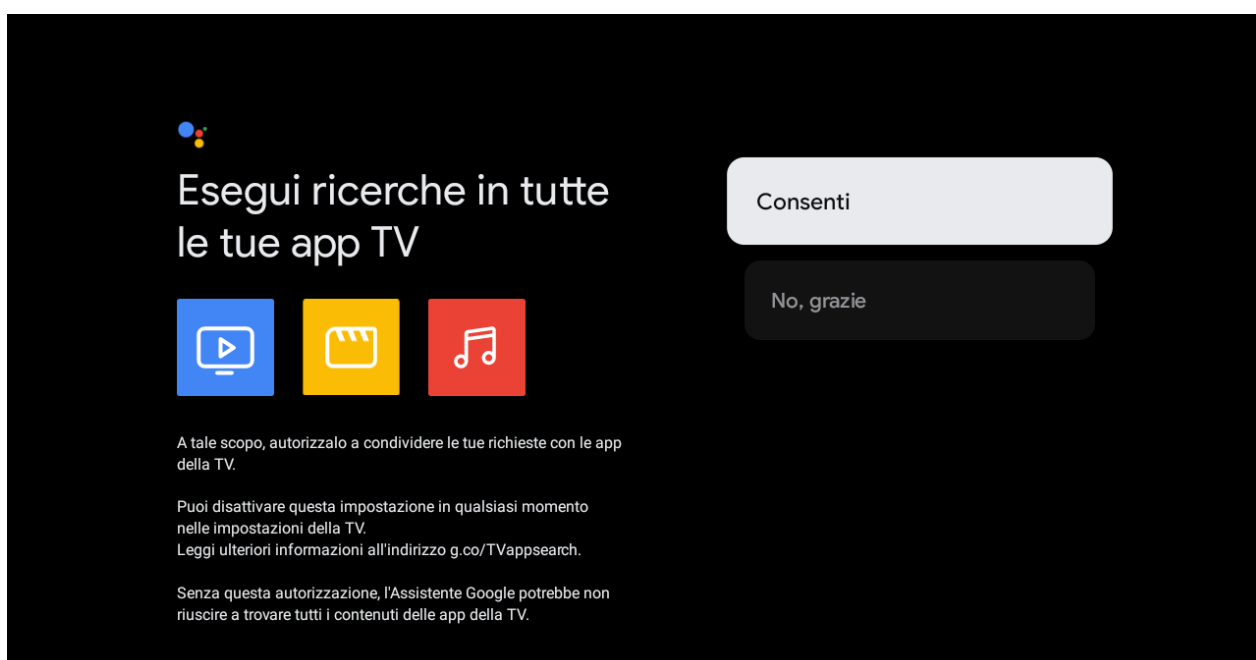 Esegui ricerche in tutte
le tue app TV
A tale scopo, autorizzalo a condividere le tue richieste con le app
della TV.
Puoi disattivare questa impostazione in qualsiasi momento
nelle impostazioni della TV.
Leggi ulteriori informazioni all'indirizzo g.co/TVappsearch.
Senza questa autorizzazione, l'Assistente Google potrebbe non
riuscire a trovare tutti i contenuti delle app della TV.
Consenti
No, grazie